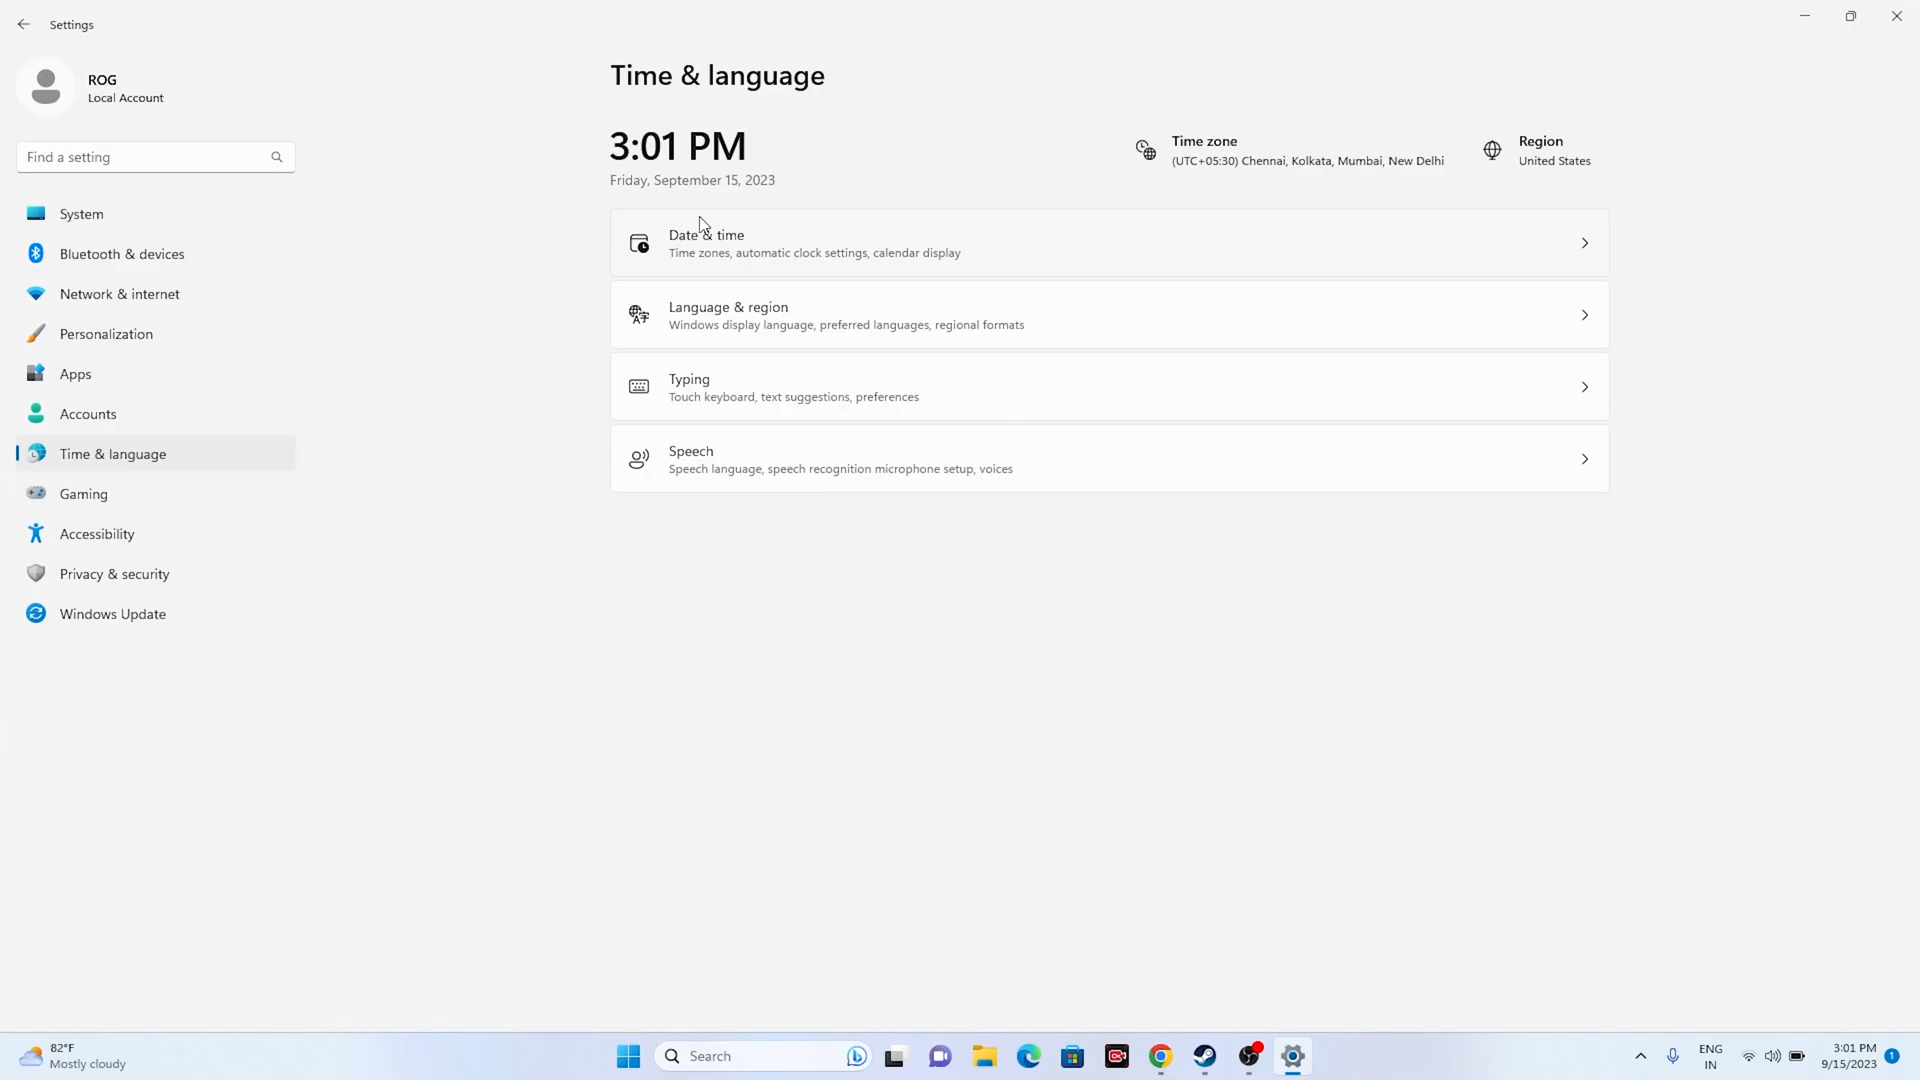 Settings
ROG
Local Account
Find a setting
System
Bluetooth & devices
Network & internet
Personalization
Apps
Accounts
Time & language
Gaming
Accessibility
Privacy & security
Windows Update
Time & language
3:01 PM
Friday, September 15, 2023
Time zone
(UTC+05:30) Chennai, Kolkata, Mumbai, New Delhi
Region
United States
Date & time
Time zones, automatic clock settings, calendar display
Language & region
Windows display language, preferred languages, regional formats
Typing
Touch keyboard, text suggestions, preferences
Speech
Speech language, speech recognition microphone setup, voices
82°F
Mostly cloudy
Search
ENG
IN
3:01 PM
9/15/2023
1